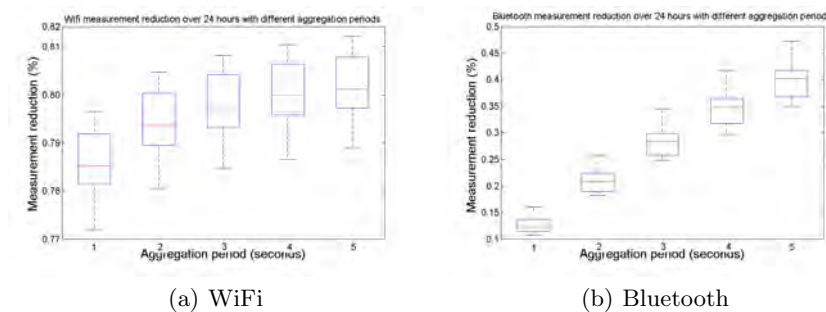 Wifi measurement reduction over 24 hours with different aggregation periods
Measurement reduction (%)
0.82
0.81
0.80
0.79
0.78
0.77
1 2 3 4 5
Aggregation period (seconds)
(a) WiFi
Bluetooth measurement reduction over 24 hours with different aggregation period
Measurement reduction (%)
0.5
0.45
0.4
0.35
0.3
0.25
0.2
0.15
0.1
1 2 3 4 5
Aggregation period (seconds)
(b) Bluetooth